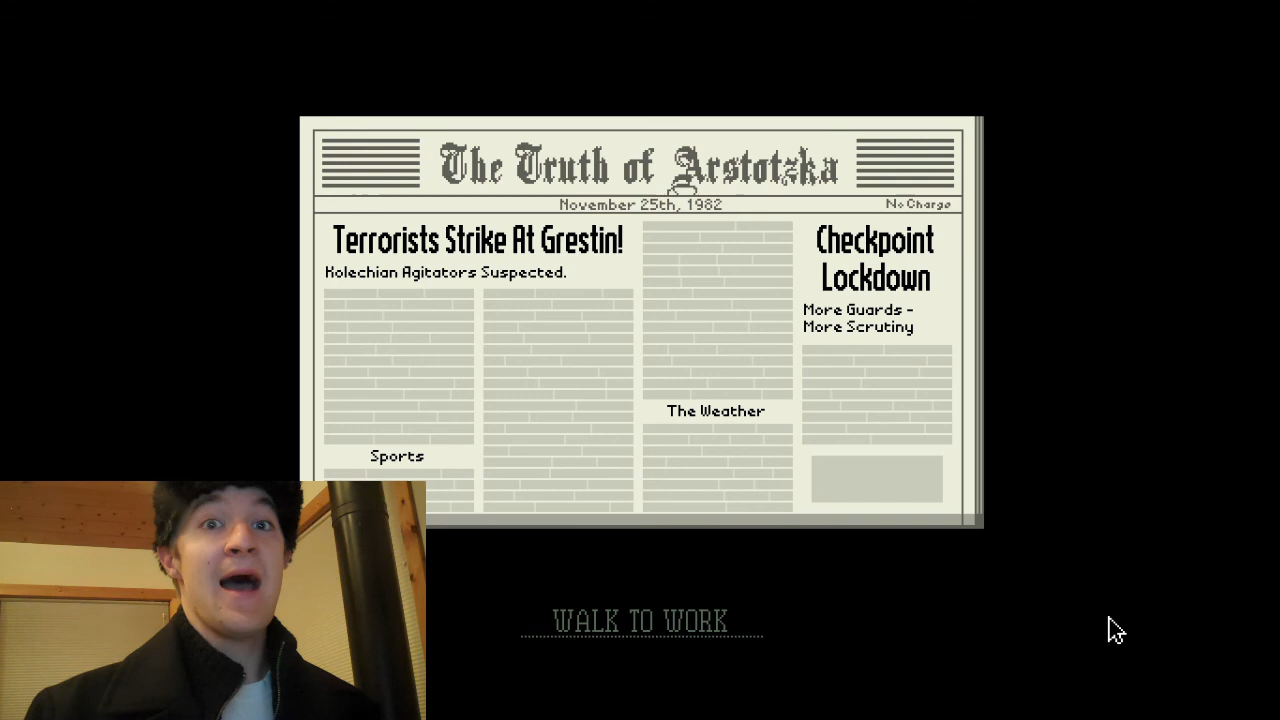 The Truth of Arstotzka
November 25th, 1982
No Charge
Terrorists Strike At Grestin!
Kolechian Agitators Suspected.
Sports
The Weather
Checkpoint
Lockdown
More Guards -
More Scrutiny
WALK TO WORK